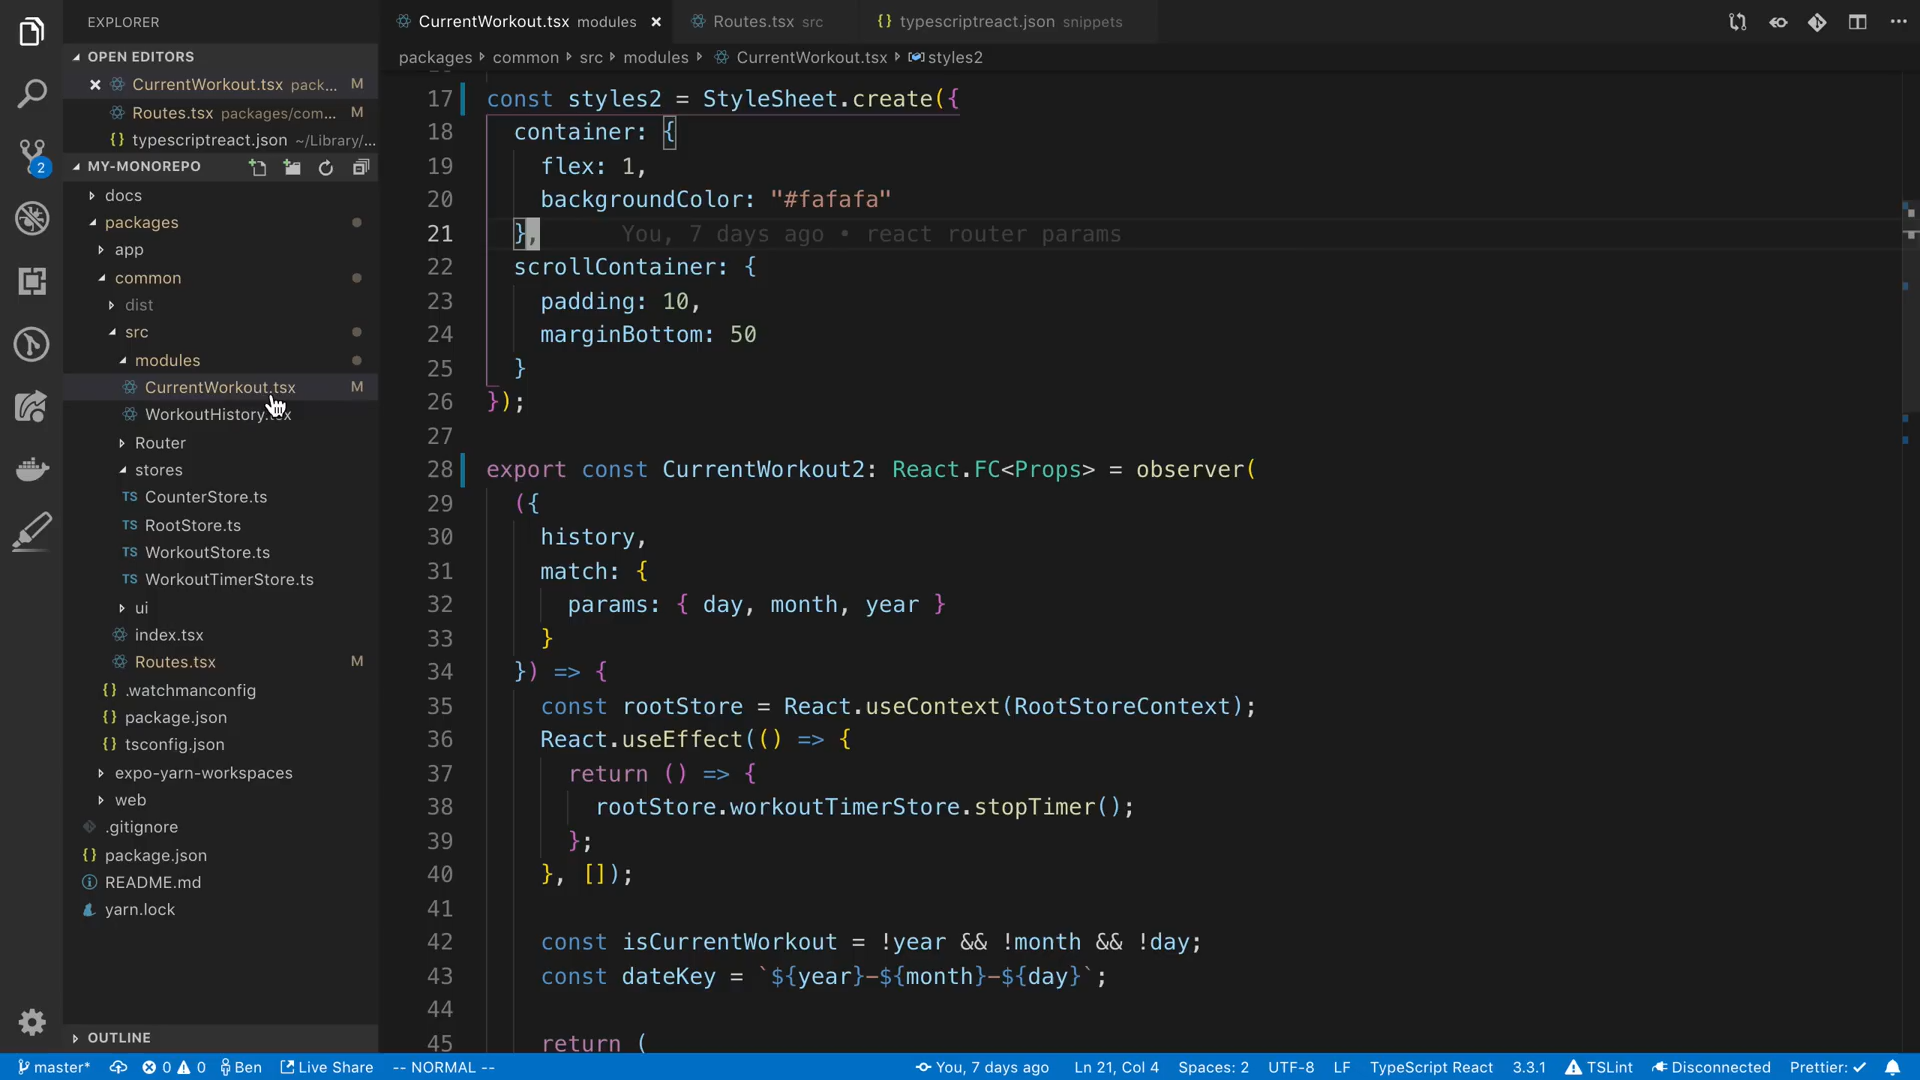 EXPLORER
OPEN EDITORS
CurrentWorkout.tsx pack... M
Routes.tsx packages/com... M
{} typescriptreact.json ~/Library/...
MY-MONOREPO
docs
packages
app
common
dist
src
modules
CurrentWorkout.tsx M
WorkoutHistory.tsx
Router
stores
TS CounterStore.ts
TS RootStore.ts
TS WorkoutStore.ts
TS WorkoutTimerStore.ts
ui
index.tsx
Routes.tsx M
{} .watchmanconfig
{} package.json
{} tsconfig.json
expo-yarn-workspaces
web
.gitignore
{} package.json
README.md
yarn.lock
OUTLINE
2
CurrentWorkout.tsx modules
Routes.tsx src
{} typescriptreact.json snippets
packages common src modules CurrentWorkout.tsx styles2
17 const styles2 = StyleSheet.create({
18 container: {
19 flex: 1,
20 backgroundColor: "#fafafa"
21 }, You, 7 days ago • react router params
22 scrollContainer: {
23 padding: 10,
24 marginBottom: 50
25 }
26 });
27
28 export const CurrentWorkout2: React.FC<Props> = observer(
29 ({
30 history,
31 match: {
32 params: { day, month, year }
33 }
34 }) => {
35 const rootStore = React.useContext(RootStoreContext);
36 React.useEffect(() => {
37 return () => {
38 rootStore.workoutTimerStore.stopTimer();
39 };
40 }, []);
41
42 const isCurrentWorkout = !year && !month && !day;
43 const dateKey = `${year}-${month}-${day}`;
44
45 return (
master* 0 0 Ben Live Share -- NORMAL -- You, 7 days ago Ln 21, Col 4 Spaces: 2 UTF-8 LF TypeScript React 3.3.1 TSLint Disconnected Prettier: ✓